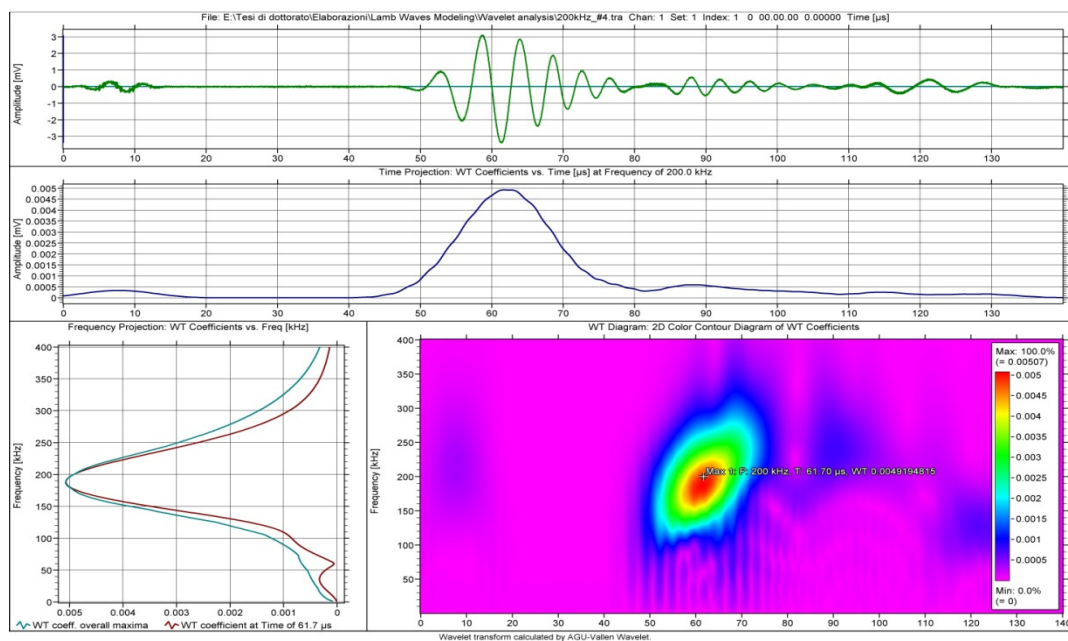 File: E:\Tesi di dottorato\Elaborazioni\Lamb Waves Modeling\Wavelet analysis\200kHz_#4.tra Chan: 1 Set: 1 Index: 1 0 00.00.00 0.00000 Time [µs]
Amplitude [mV]
3
2
1
0
-1
-2
-3
0 10 20 30 40 50 60 70 80 90 100 110 120 130
Time Projection: WT Coefficients vs. Time [µs] at Frequency of 200.0 kHz
Amplitude [mV]
0.005
0.0045
0.004
0.0035
0.003
0.0025
0.002
0.0015
0.001
0.0005
0
0 10 20 30 40 50 60 70 80 90 100 110 120 130
Frequency Projection: WT Coefficients vs. Freq [kHz]
Frequency [kHz]
400
350
300
250
200
150
100
50
0
0.005 0.004 0.003 0.002 0.001 0
WT coeff. overall maxima WT coefficient at Time of 61.7 µs
WT Diagram: 2D Color Contour Diagram of WT Coefficients
Frequency [kHz]
400
350
300
250
200
150
100
50
0 10 20 30 40 50 60 70 80 90 100 110 120 130 140
Max 1: F: 200 kHz, T: 61.70 µs, WT 0.0049194815
Max: 100.0%
(= 0.00507)
0.005
0.0045
0.004
0.0035
0.003
0.0025
0.002
0.0015
0.001
0.0005
Min: 0.0%
(= 0)
Wavelet transform calculated by AGU-Vallen Wavelet.